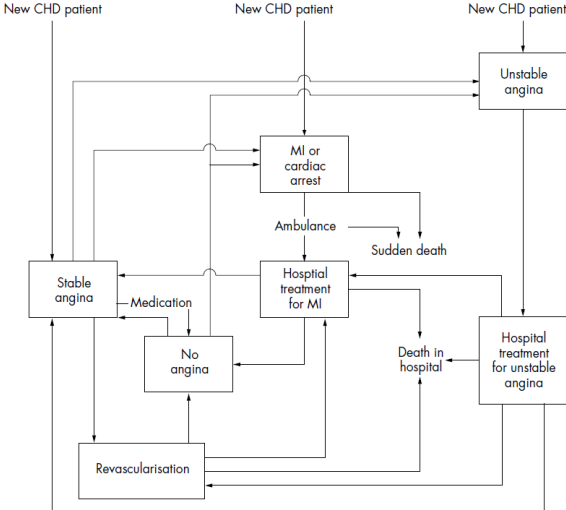 New CHD patient
New CHD patient
New CHD patient
Unstable
angina
MI or
cardiac
arrest
Ambulance
Sudden death
Stable
angina
Medication
Hosptial
treatment
for MI
No
angina
Death in
hospital
Hospital
treatment
for unstable
angina
Revascularisation